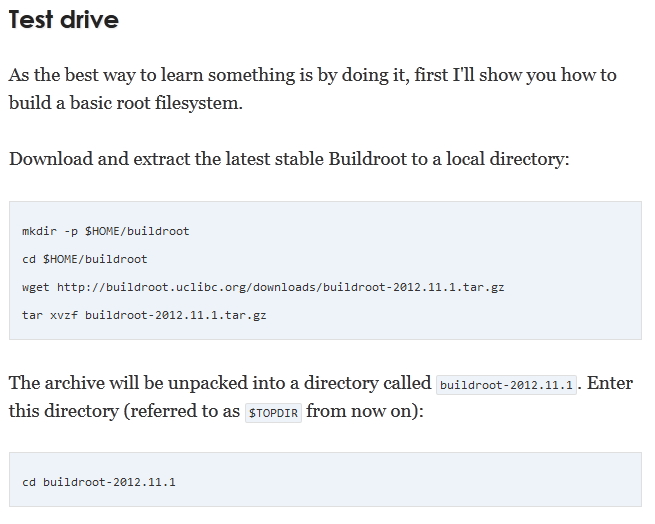 Test drive
As the best way to learn something is by doing it, first I'll show you how to
build a basic root filesystem.
Download and extract the latest stable Buildroot to a local directory:
mkdir -p $HOME/buildroot
cd $HOME/buildroot
wget http://buildroot.uclibc.org/downloads/buildroot-2012.11.1.tar.gz
tar xvzf buildroot-2012.11.1.tar.gz
The archive will be unpacked into a directory called buildroot-2012.11.1. Enter
this directory (referred to as $TOPDIR from now on):
cd buildroot-2012.11.1